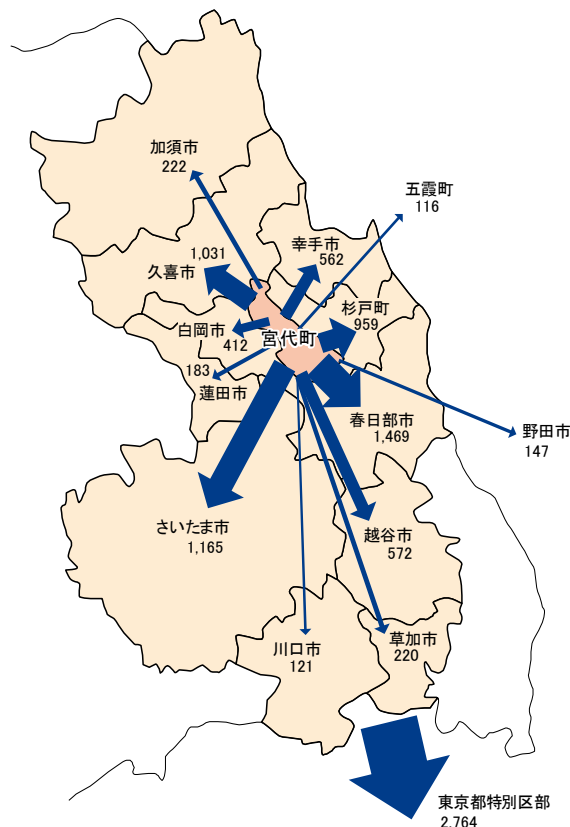 加須市
222
五霞町
116
1,031
久喜市
幸手市
562
杉戸町
959
白岡市
412
宮代町
183
蓮田市
春日部市
1,469
野田市
147
さいたま市
1,165
越谷市
572
川口市
121
草加市
220
東京都特別区部
2,764